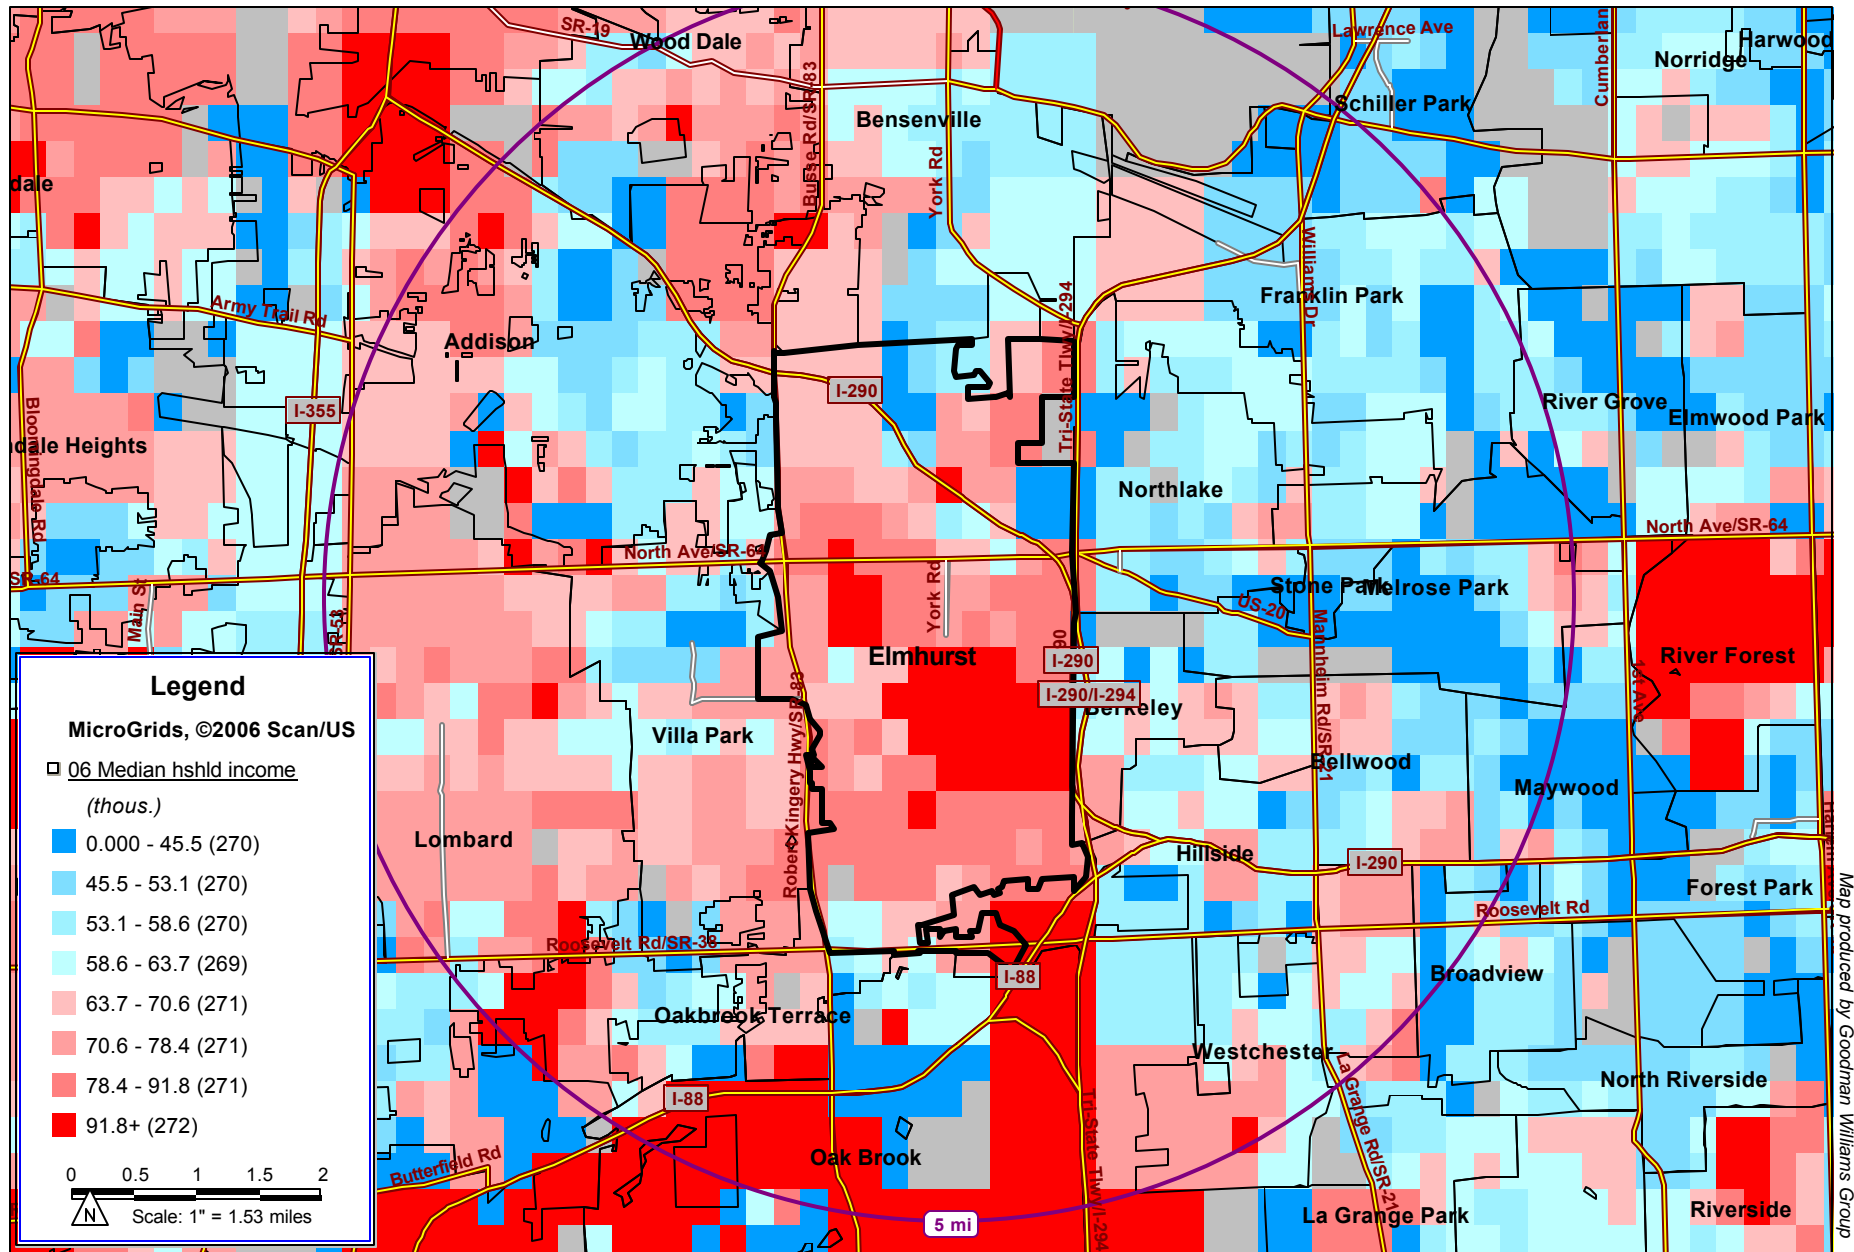 SR-19
Wood Dale
Lawrence Ave
Harwood
Norridge
Cumberlan
Busse Rd/SR-83
Bensenville
Schiller Park
York Rd
dale
Williams Dr
Franklin Park
Army Trail Rd
Addison
Tri-State Tlwy/I-294
I-290
I-355
River Grove
Elmwood Park
Bloomingdale Rd
ndale Heights
Northlake
North Ave/SR-64
North Ave/SR-64
SR-64
Main St
SR-53
York Rd
Stone Park
Melrose Park
US-20
Mannheim Rd/SR-21
Elmhurst
90
I-290
I-290/I-294
Berkeley
River Forest
1st Ave
Villa Park
Robert Kingery Hwy/SR-83
Bellwood
Maywood
Lombard
Hillside
I-290
Forest Park
Roosevelt Rd
Roosevelt Rd/SR-38
I-88
Broadview
Oakbrook Terrace
Westchester
La Grange Rd/SR-21
North Riverside
I-88
Tri-State Tlwy/I-294
Butterfield Rd
Oak Brook
5 mi
La Grange Park
Riverside
Legend
MicroGrids, ©2006 Scan/US
06 Median hshld income
(thous.)
0.000 - 45.5 (270)
45.5 - 53.1 (270)
53.1 - 58.6 (270)
58.6 - 63.7 (269)
63.7 - 70.6 (271)
70.6 - 78.4 (271)
78.4 - 91.8 (271)
91.8+ (272)
0 0.5 1 1.5 2
N
Scale: 1" = 1.53 miles
Map produced by Goodman Williams Group